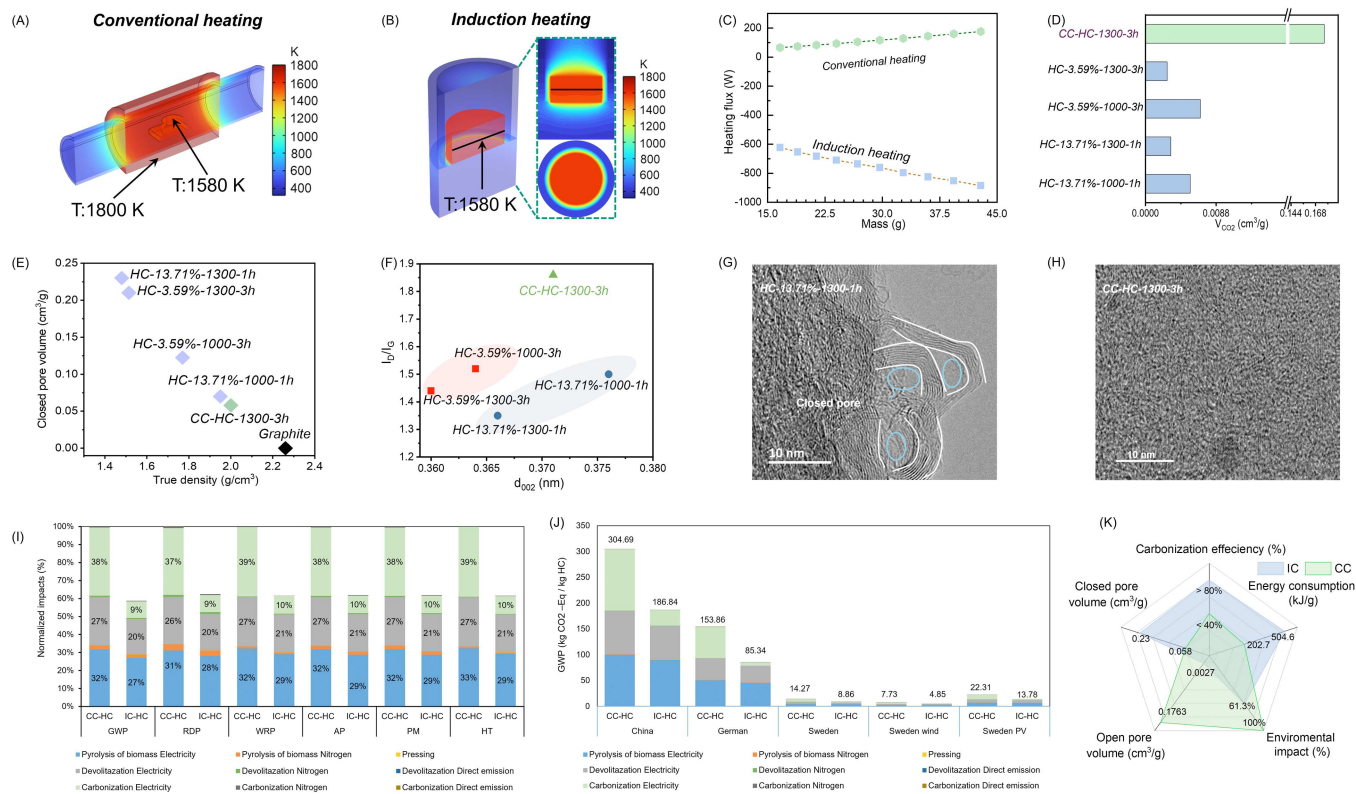 (A)
Conventional heating
K
1800
1600
1400
1200
1000
800
600
400
T:1580 K
T:1800 K
(B)
Induction heating
K
1800
1600
1400
1200
1000
800
600
400
T:1580 K
(C)
Heating flux (W)
200
0
-600
-800
-1000
Conventional heating
Induction heating
15.0
22.5
30.0
37.5
45.0
Mass (g)
(D)
CC-HC-1300-3h
HC-3.59%-1300-3h
HC-3.59%-1000-3h
HC-13.71%-1300-1h
HC-13.71%-1000-1h
0.0000
0.0088
0.144
0.168
VCO2 (cm3/g)
(E)
Closed pore volume (cm3/g)
0.25
0.20
0.15
0.10
0.05
0.00
HC-13.71%-1300-1h
HC-3.59%-1300-3h
HC-3.59%-1000-3h
HC-13.71%-1000-1h
CC-HC-1300-3h
Graphite
1.4
1.6
1.8
2.0
2.2
2.4
True density (g/cm3)
(F)
ID/IG
1.9
1.8
1.6
1.5
1.4
1.3
1.2
CC-HC-1300-3h
HC-3.59%-1000-3h
HC-13.71%-1000-1h
HC-3.59%-1300-3h
HC-13.71%-1300-1h
0.360
0.365
0.370
0.375
0.380
d002 (nm)
(G)
HC-13.71%-1300-1h
Closed pore
10 nm
(H)
CC-HC-1300-3h
10 nm
(I)
Normalized impacts (%)
100%
90%
80%
70%
60%
50%
40%
30%
20%
10%
0%
38% 37% 39% 38% 38% 39%
9% 9% 10% 10% 10% 10%
27% 20% 26% 20% 27% 21% 27% 21% 27% 21% 27% 21%
32% 27% 31% 28% 32% 29% 32% 29% 32% 29% 33% 29%
CC-HC IC-HC CC-HC IC-HC CC-HC IC-HC CC-HC IC-HC CC-HC IC-HC CC-HC IC-HC
GWP RDP WRP AP PM HT
Pyrolysis of biomass Electricity
Pyrolysis of biomass Nitrogen
Pressing
Devolitazation Electricity
Devolitazation Nitrogen
Devolitazation Direct emission
Carbonization Electricity
Carbonization Nitrogen
Carbonization Direct emission
(J)
GWP (kg CO2 –Eq / kg HC)
350
300
250
200
150
100
50
0
304.69
186.84
153.86
85.34
14.27
8.86
7.73
4.85
22.31
13.78
CC-HC IC-HC CC-HC IC-HC CC-HC IC-HC CC-HC IC-HC CC-HC IC-HC
China German Sweden Sweden wind Sweden PV
Pyrolysis of biomass Electricity
Pyrolysis of biomass Nitrogen
Pressing
Devolitazation Electricity
Devolitazation Nitrogen
Devolitazation Direct emission
Carbonization Electricity
Carbonization Nitrogen
Carbonization Direct emission
(K)
Carbonization effeciency (%)
IC CC
Closed pore
volume (cm3/g)
Energy consumption
(kJ/g)
> 80%
< 40%
0.23
0.058
504.6
202.7
0.0027
61.3%
0.1763
100%
Open pore
volume (cm3/g)
Enviromental
impact (%)